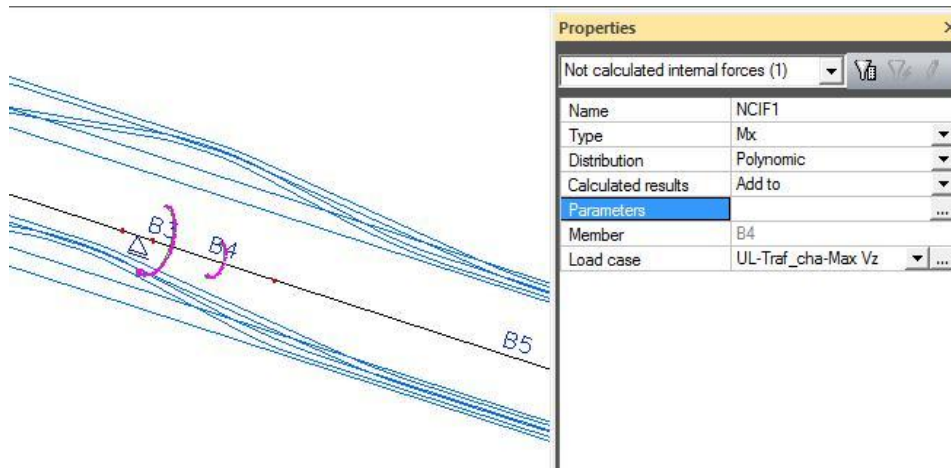 Properties
Not calculated internal forces (1)
Name NCIF1
Type Mx
Distribution Polynomic
Calculated results Add to
Parameters ...
Member B4
Load case UL-Traf_cha-Max Vz ...
B3
B4
B5